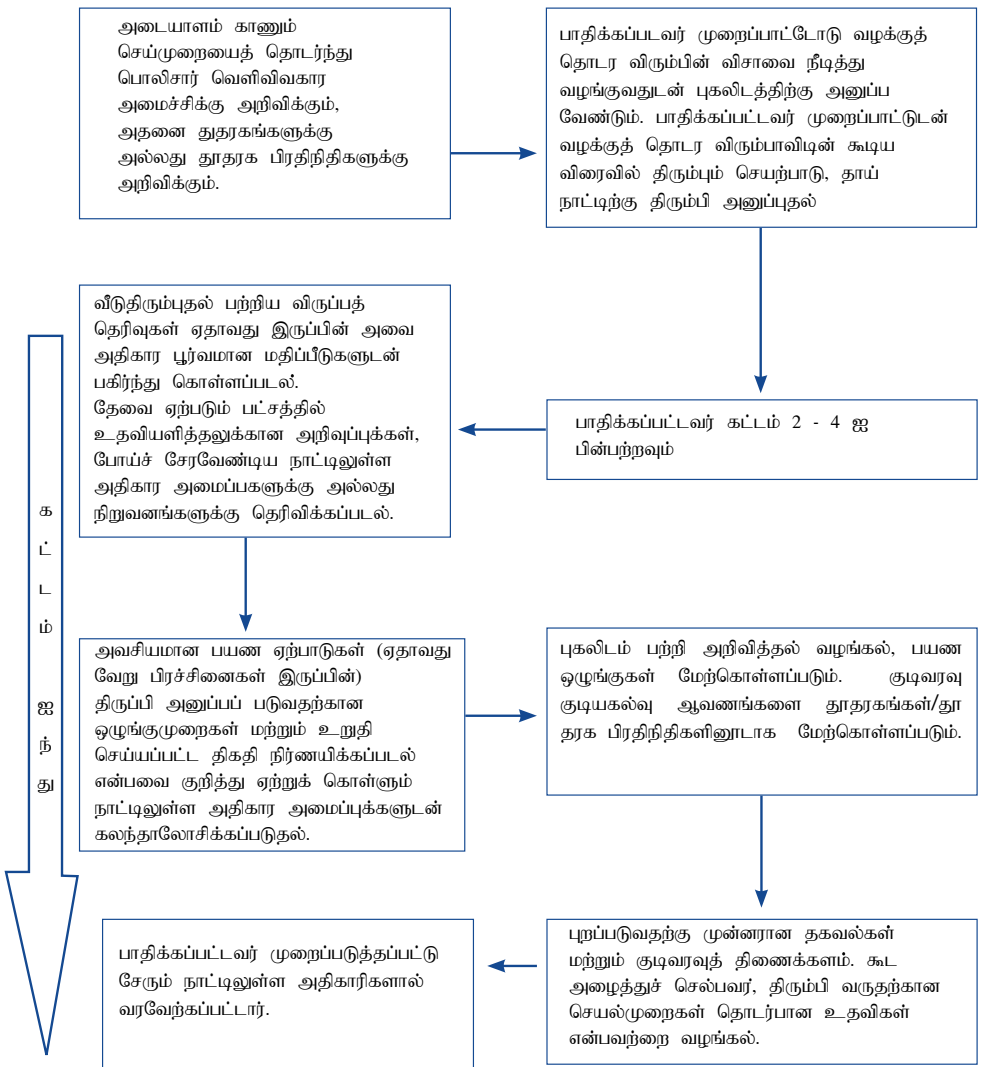 அடையாளம் காணும்
செய்முறையைத் தொடர்ந்து
பொலிசார் வெளிவிவகார
அமைச்சிக்கு அறிவிக்கும்,
அதனை துதரகங்களுக்கு
அல்லது தூதரக பிரதிநிதிகளுக்கு
அறிவிக்கும்.
பாதிக்கப்படவர் முறைப்பாட்டோடு வழக்குத்
தொடர விரும்பின் விசாவை நீடித்து
வழங்குவதுடன் புகலிடத்திற்கு அனுப்ப
வேண்டும். பாதிக்கப்பட்டவர் முறைப்பாட்டுடன்
வழக்குத் தொடர விரும்பாவிடின் கூடிய
விரைவில் திரும்பும் செயற்பாடு, தாய்
நாட்டிற்கு திரும்பி அனுப்புதல்
பாதிக்கப்பட்டவர் கட்டம் 2 - 4 ஐ
பின்பற்றவும்
வீடுதிரும்புதல் பற்றிய விருப்பத்
தெரிவுகள் ஏதாவது இருப்பின் அவை
அதிகார பூர்வமான மதிப்பீடுகளுடன்
பகிர்ந்து கொள்ளப்படல்.
தேவை ஏற்படும் பட்சத்தில்
உதவியளித்தலுக்கான அறிவுப்புக்கள்,
போய்ச் சேரவேண்டிய நாட்டிலுள்ள
அதிகார அமைப்பகளுக்கு அல்லது
நிறுவனங்களுக்கு தெரிவிக்கப்படல்.
கட்டம் ஐந்து
அவசியமான பயண ஏற்பாடுகள் (ஏதாவது
வேறு பிரச்சினைகள் இருப்பின்)
திருப்பி அனுப்பப் படுவதற்கான
ஒழுங்குமுறைகள் மற்றும் உறுதி
செய்யப்பட்ட திகதி நிர்ணயிக்கப்படல்
என்பவை குறித்து ஏற்றுக் கொள்ளும்
நாட்டிலுள்ள அதிகார அமைப்புக்களுடன்
கலந்தாலோசிக்கப்படுதல்.
புகலிடம் பற்றி அறிவித்தல் வழங்கல், பயண
ஒழுங்குகள் மேற்கொள்ளப்படும். குடிவரவு
குடியகல்வு ஆவணங்களை தூதரகங்கள்/தூ
தரக பிரதிநிதிகளினூடாக மேற்கொள்ளப்படும்.
புறப்படுவதற்கு முன்னரான தகவல்கள்
மற்றும் குடிவரவுத் திணைக்களம். கூட
அழைத்துச் செல்பவர், திரும்பி வருதற்கான
செயல்முறைகள் தொடர்பான உதவிகள்
என்பவற்றை வழங்கல்.
பாதிக்கப்பட்டவர் முறைப்படுத்தப்பட்டு
சேரும் நாட்டிலுள்ள அதிகாரிகளால்
வரவேற்கப்பட்டார்.